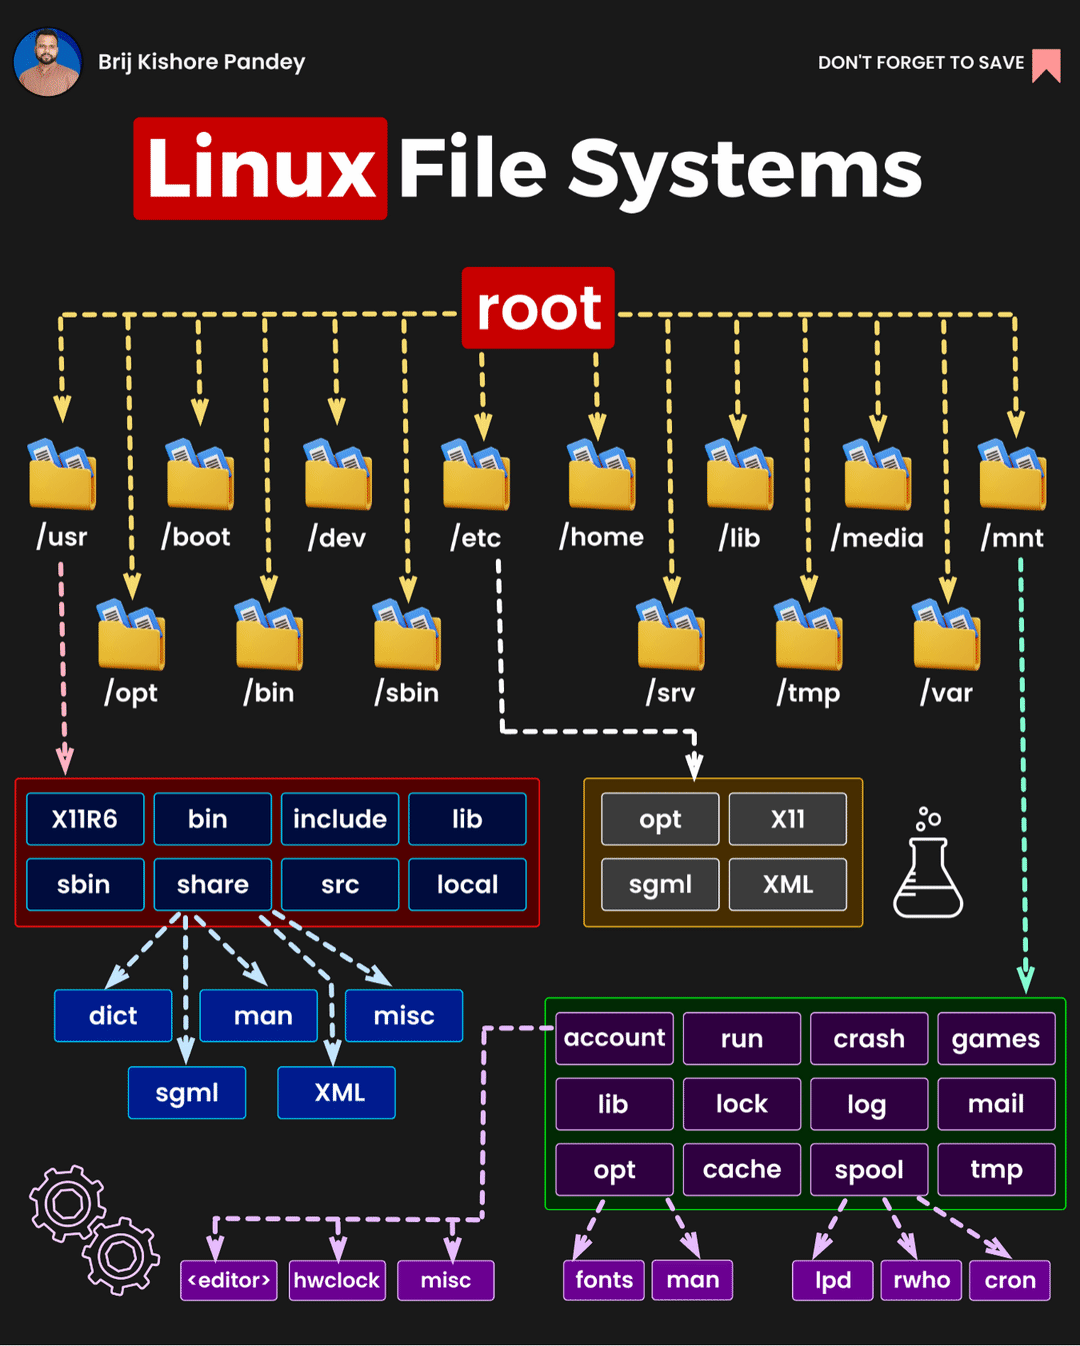 Brij Kishore Pandey
DON'T FORGET TO SAVE
Linux File Systems
root
/usr /boot /dev /etc /home /lib /media /mnt
/opt /bin /sbin /srv /tmp /var
X11R6 bin include lib
sbin share src local
opt X11
sgml XML
dict man misc
sgml XML
account run crash games
lib lock log mail
opt cache spool tmp
<editor> hwclock misc
fonts man
lpd rwho cron